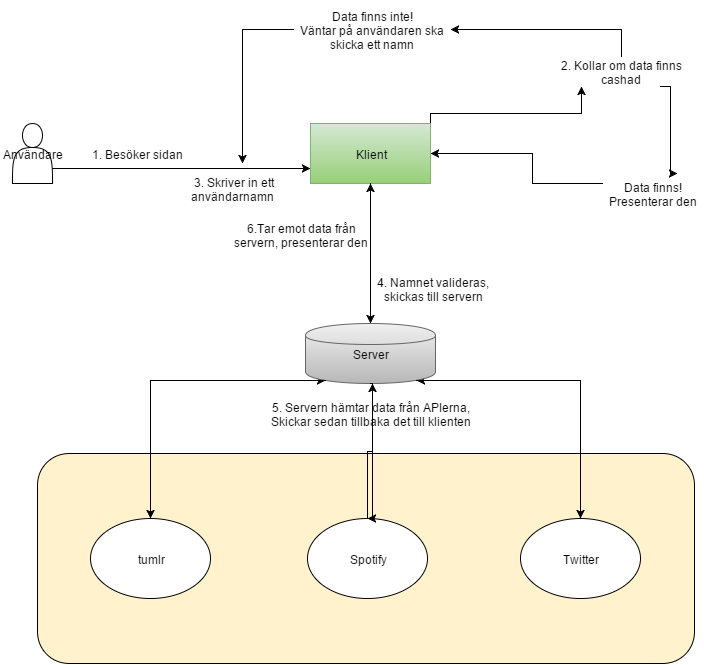 Data finns inte!
Väntar på användaren ska
skicka ett namn
2. Kollar om data finns
cashad
Användare
1. Besöker sidan
Klient
3. Skriver in ett
användarnamn
Data finns!
Presenterar den
6.Tar emot data från
servern, presenterar den
4. Namnet valideras,
skickas till servern
Server
5. Servern hämtar data från APIerna,
Skickar sedan tillbaka det till klienten
tumlr
Spotify
Twitter